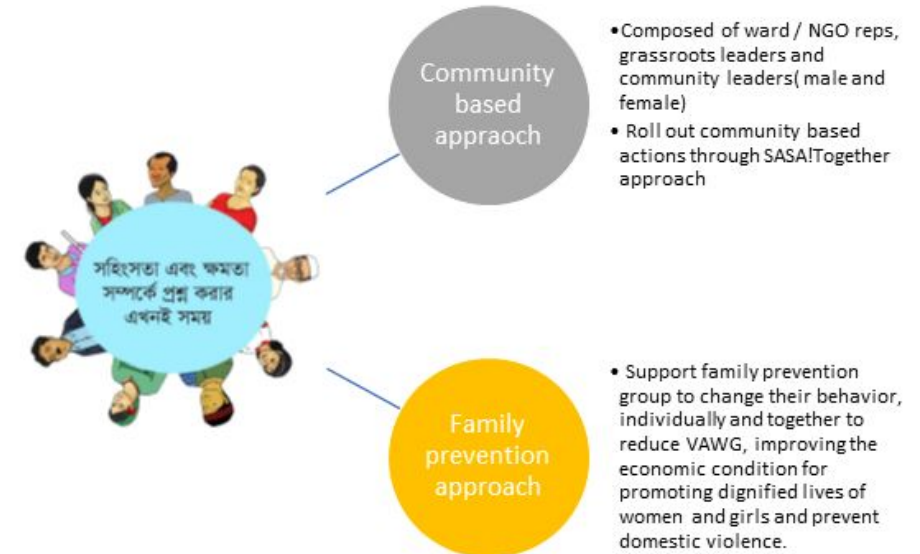 সহিংসতা এবং ক্ষমতা
সম্পর্কে প্রশ্ন করার
এখনই সময়
Community
based
appraoch
•Composed of ward / NGO reps,
grassroots leaders and
community leaders( male and
female)
• Roll out community based
actions through SASA!Together
approach
Family
prevention
approach
• Support family prevention
group to change their behavior,
individually and together to
reduce VAWG, improving the
economic condition for
promoting dignified lives of
women and girls and prevent
domestic violence.